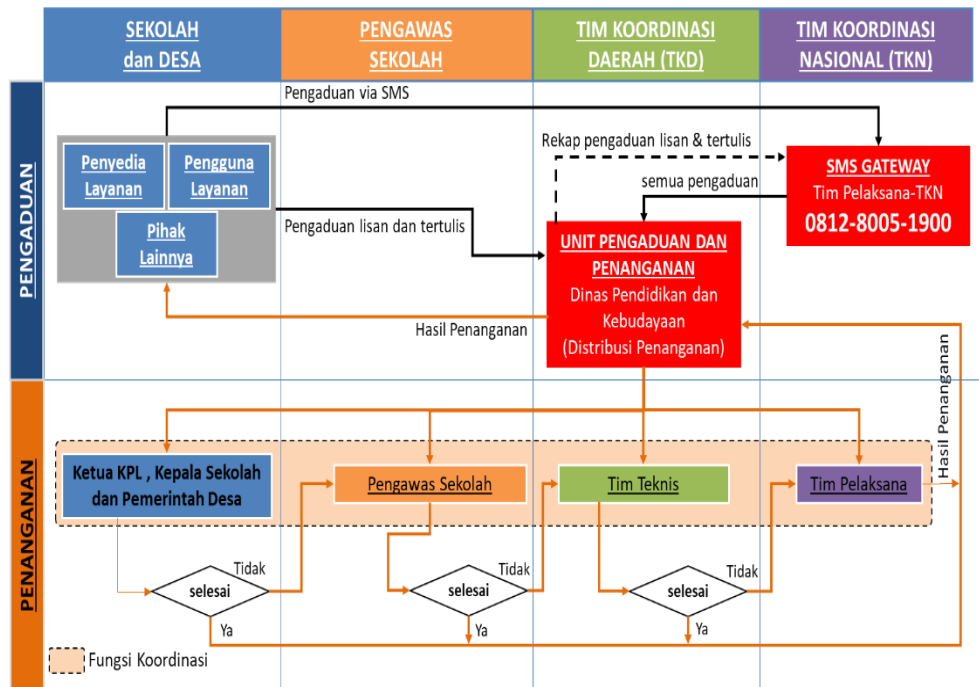 SEKOLAH
dan DESA
PENGAWAS
SEKOLAH
TIM KOORDINASI
DAERAH (TKD)
TIM KOORDINASI
NASIONAL (TKN)
PENGADUAN
Pengaduan via SMS
Penyedia
Layanan
Pengguna
Layanan
Pihak
Lainnya
Rekap pengaduan lisan & tertulis
semua pengaduan
SMS GATEWAY
Tim Pelaksana-TKN
0812-8005-1900
Pengaduan lisan dan tertulis
UNIT PENGADUAN DAN
PENANGANAN
Dinas Pendidikan dan
Kebudayaan
(Distribusi Penanganan)
Hasil Penanganan
PENANGANAN
Ketua KPL , Kepala Sekolah
dan Pemerintah Desa
Pengawas Sekolah
Tim Teknis
Tim Pelaksana
Hasil Penanganan
selesai
Tidak
Ya
selesai
Tidak
Ya
selesai
Tidak
Ya
Fungsi Koordinasi